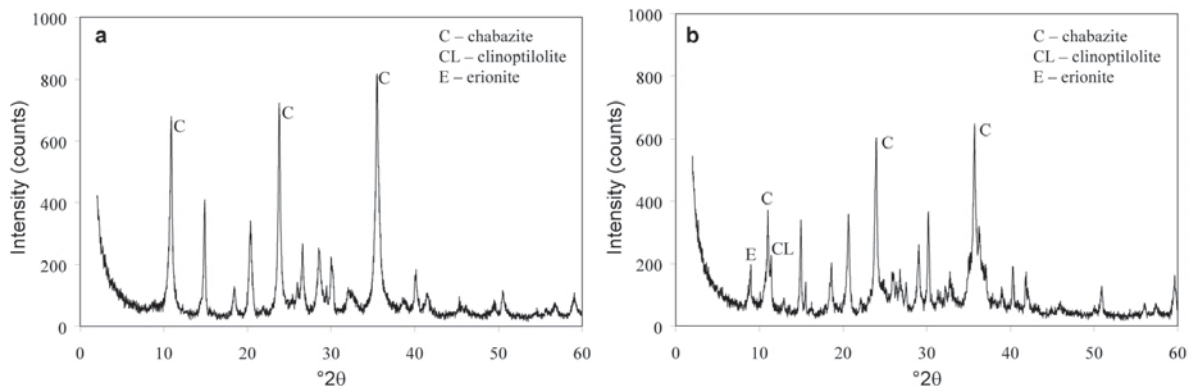 a
C – chabazite
CL – clinoptilolite
E – erionite
C
C
C
Intensity (counts)
1000
800
600
400
200
0
0 10 20 30 40 50 60
°2θ
b
C – chabazite
CL – clinoptilolite
E – erionite
C
C
C
CL
E
Intensity (counts)
1000
800
600
400
200
0
0 10 20 30 40 50 60
°2θ